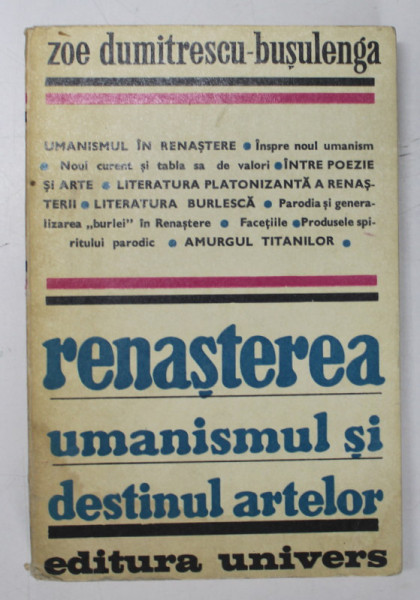 zoe dumitrescu-bușulenga
UMANISMUL ÎN RENAȘTERE • Înspre noul umanism
• Noul curent și tabla sa de valori • ÎNTRE POEZIE
ȘI ARTE • LITERATURA PLATONIZANTĂ A RENAȘ-
TERII • LITERATURA BURLESCĂ • Parodia și genera-
lizarea „burlei” în Renaștere • Facețiile • Produsele spi-
ritului parodic • AMURGUL TITANILOR •
renașterea
umanismul și
destinul artelor
editura univers